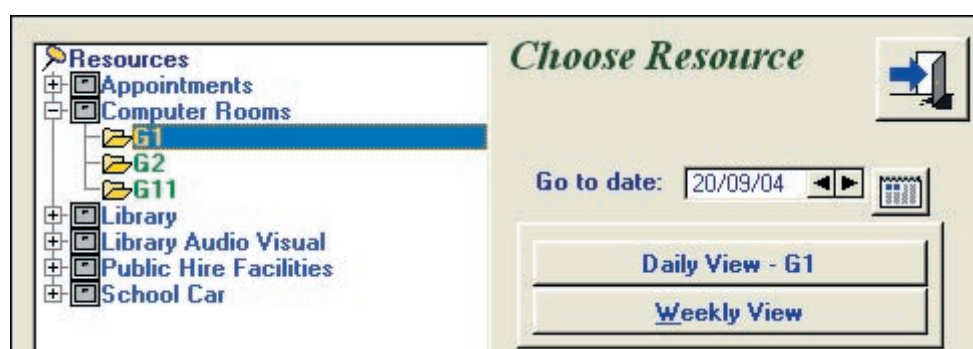 Resources
Appointments
Computer Rooms
G1
G2
G11
Library
Library Audio Visual
Public Hire Facilities
School Car
Choose Resource
Go to date: 20/09/04
Daily View - G1
Weekly View